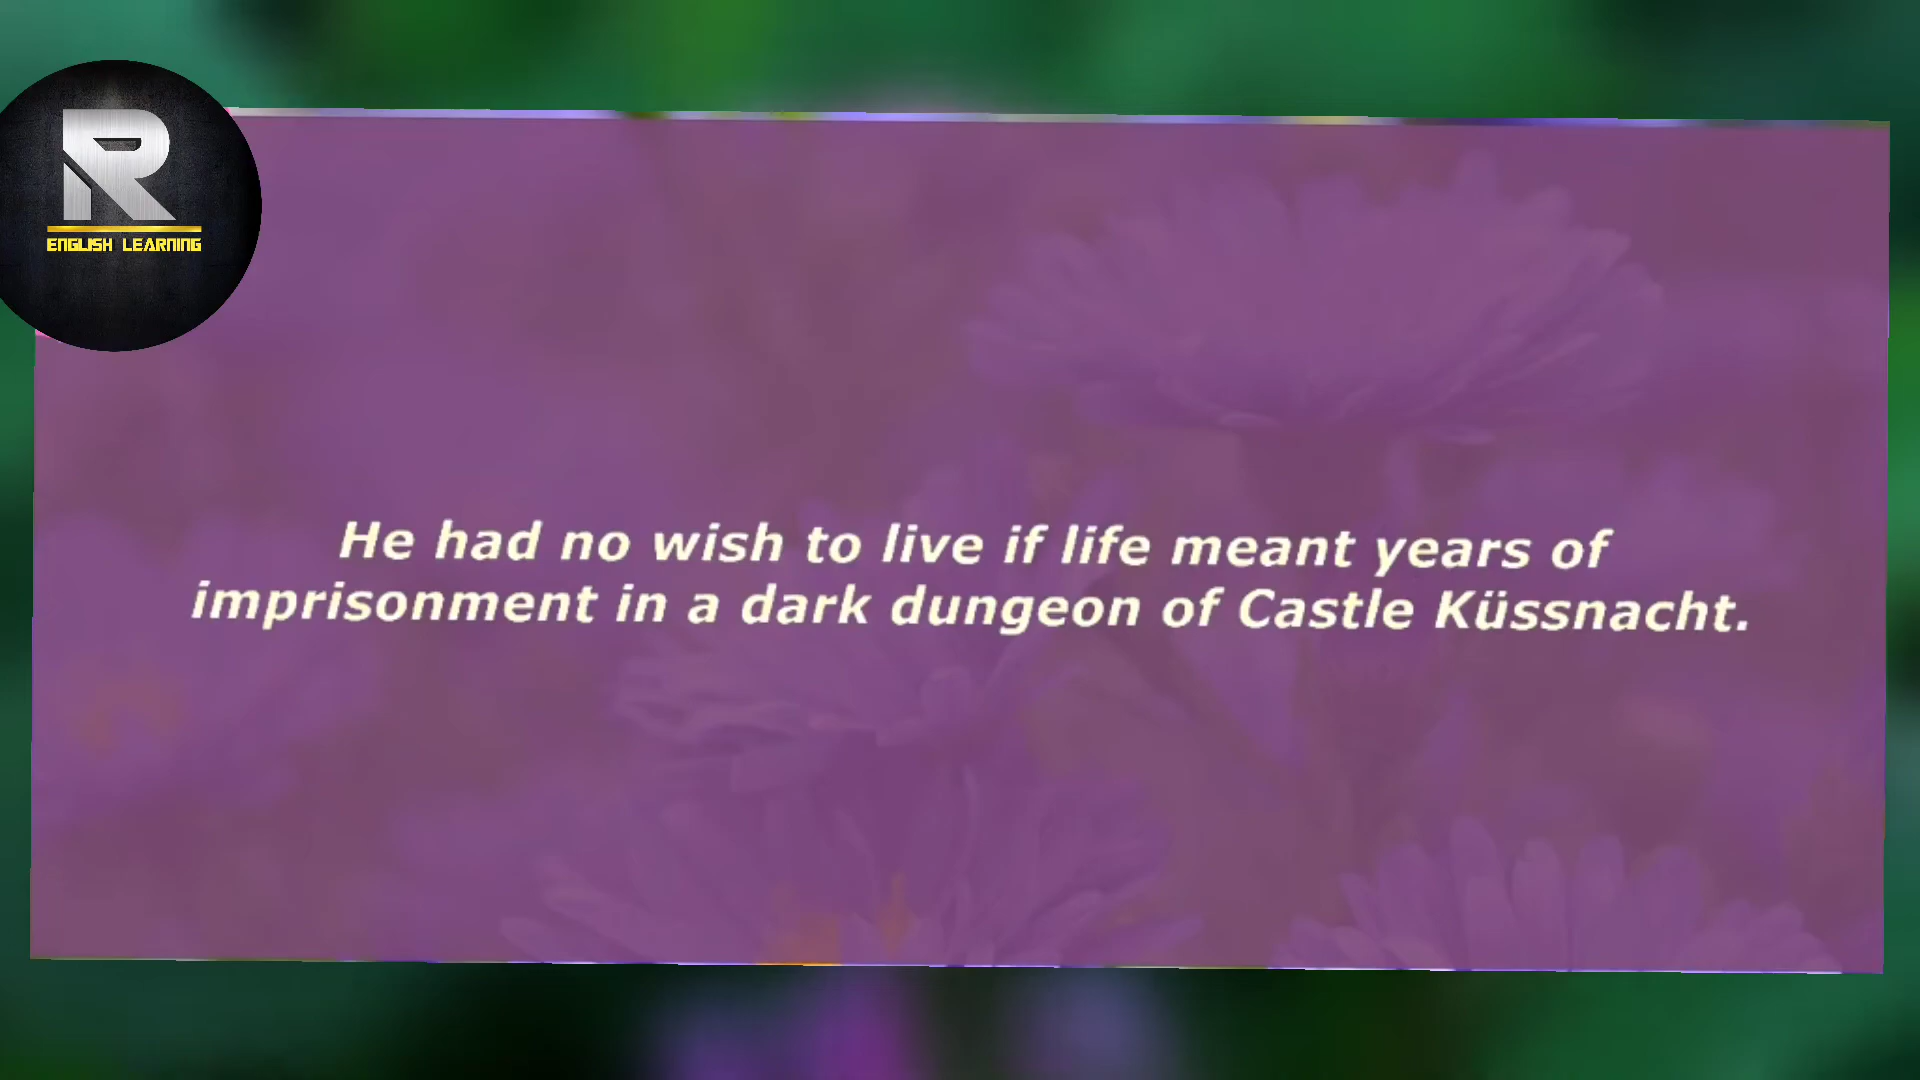 R
ENGLISH LEARNING
He had no wish to live if life meant years of
imprisonment in a dark dungeon of Castle Küssnacht.